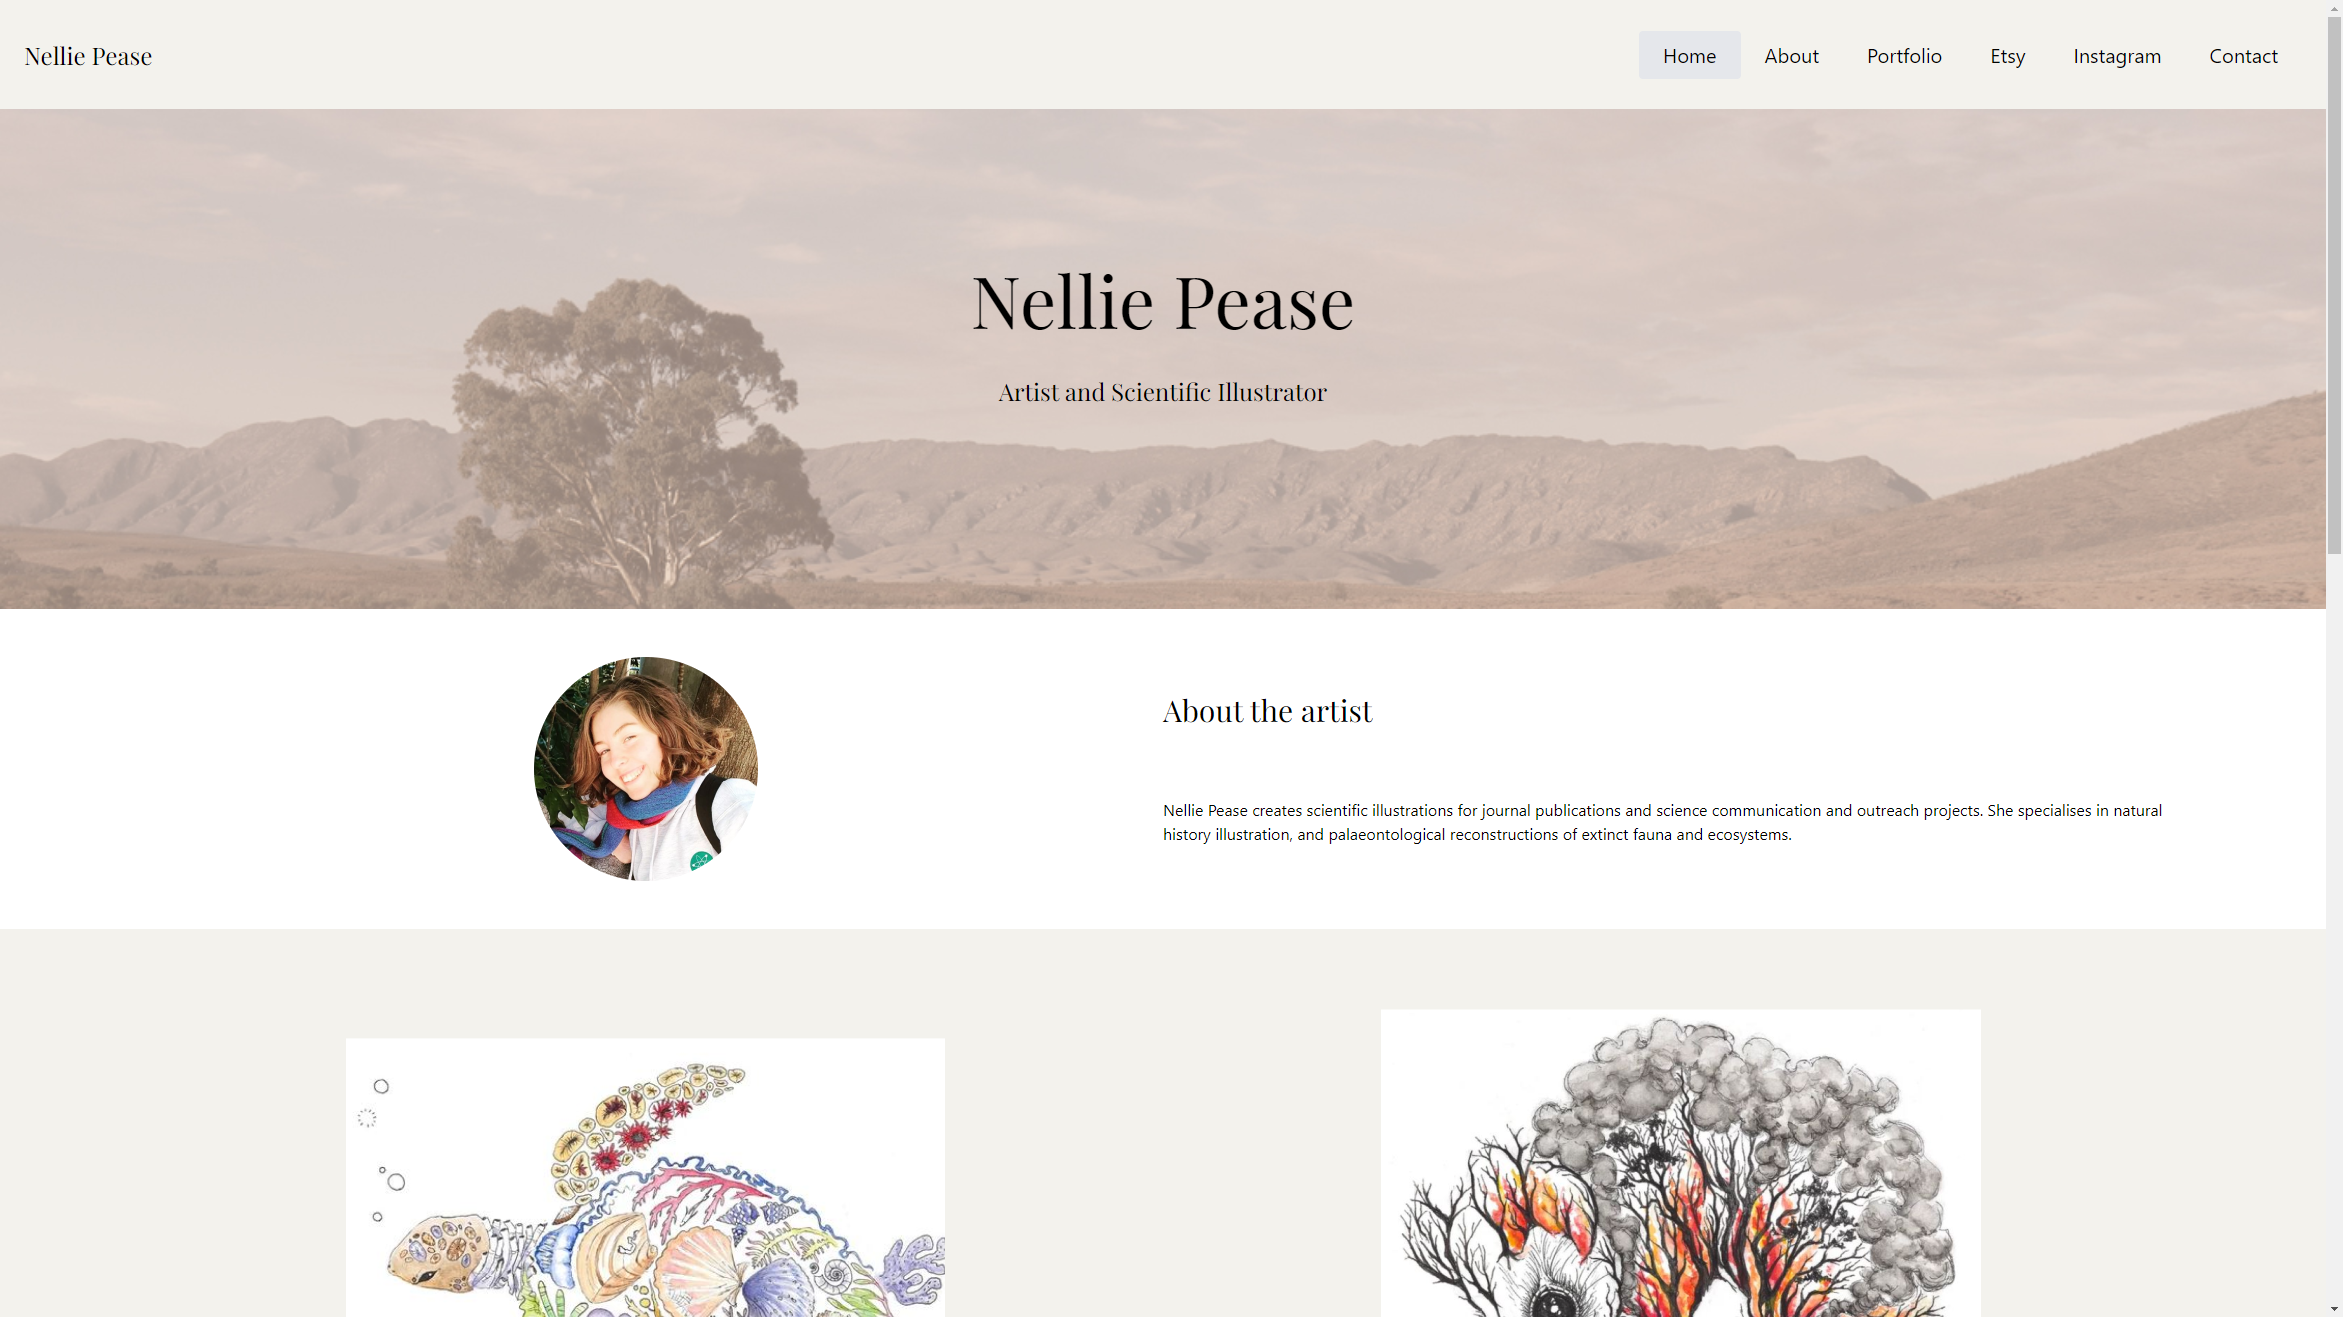 Nellie Pease
Home About Portfolio Etsy Instagram Contact
Nellie Pease
Artist and Scientific Illustrator
About the artist
Nellie Pease creates scientific illustrations for journal publications and science communication and outreach projects. She specialises in natural
history illustration, and palaeontological reconstructions of extinct fauna and ecosystems.